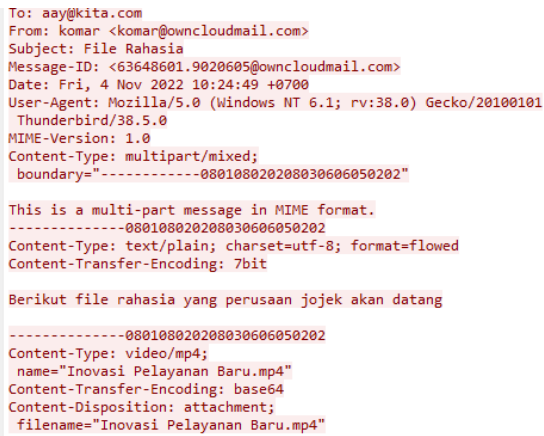 To: aay@kita.com
From: komar <komar@owncloudmail.com>
Subject: File Rahasia
Message-ID: <63648601.9020605@owncloudmail.com>
Date: Fri, 4 Nov 2022 10:24:49 +0700
User-Agent: Mozilla/5.0 (Windows NT 6.1; rv:38.0) Gecko/20100101
Thunderbird/38.5.0
MIME-Version: 1.0
Content-Type: multipart/mixed;
boundary="------------080108020208030606050202"
This is a multi-part message in MIME format.
--------------080108020208030606050202
Content-Type: text/plain; charset=utf-8; format=flowed
Content-Transfer-Encoding: 7bit
Berikut file rahasia yang perusaan jojek akan datang
--------------080108020208030606050202
Content-Type: video/mp4;
name="Inovasi Pelayanan Baru.mp4"
Content-Transfer-Encoding: base64
Content-Disposition: attachment;
filename="Inovasi Pelayanan Baru.mp4"